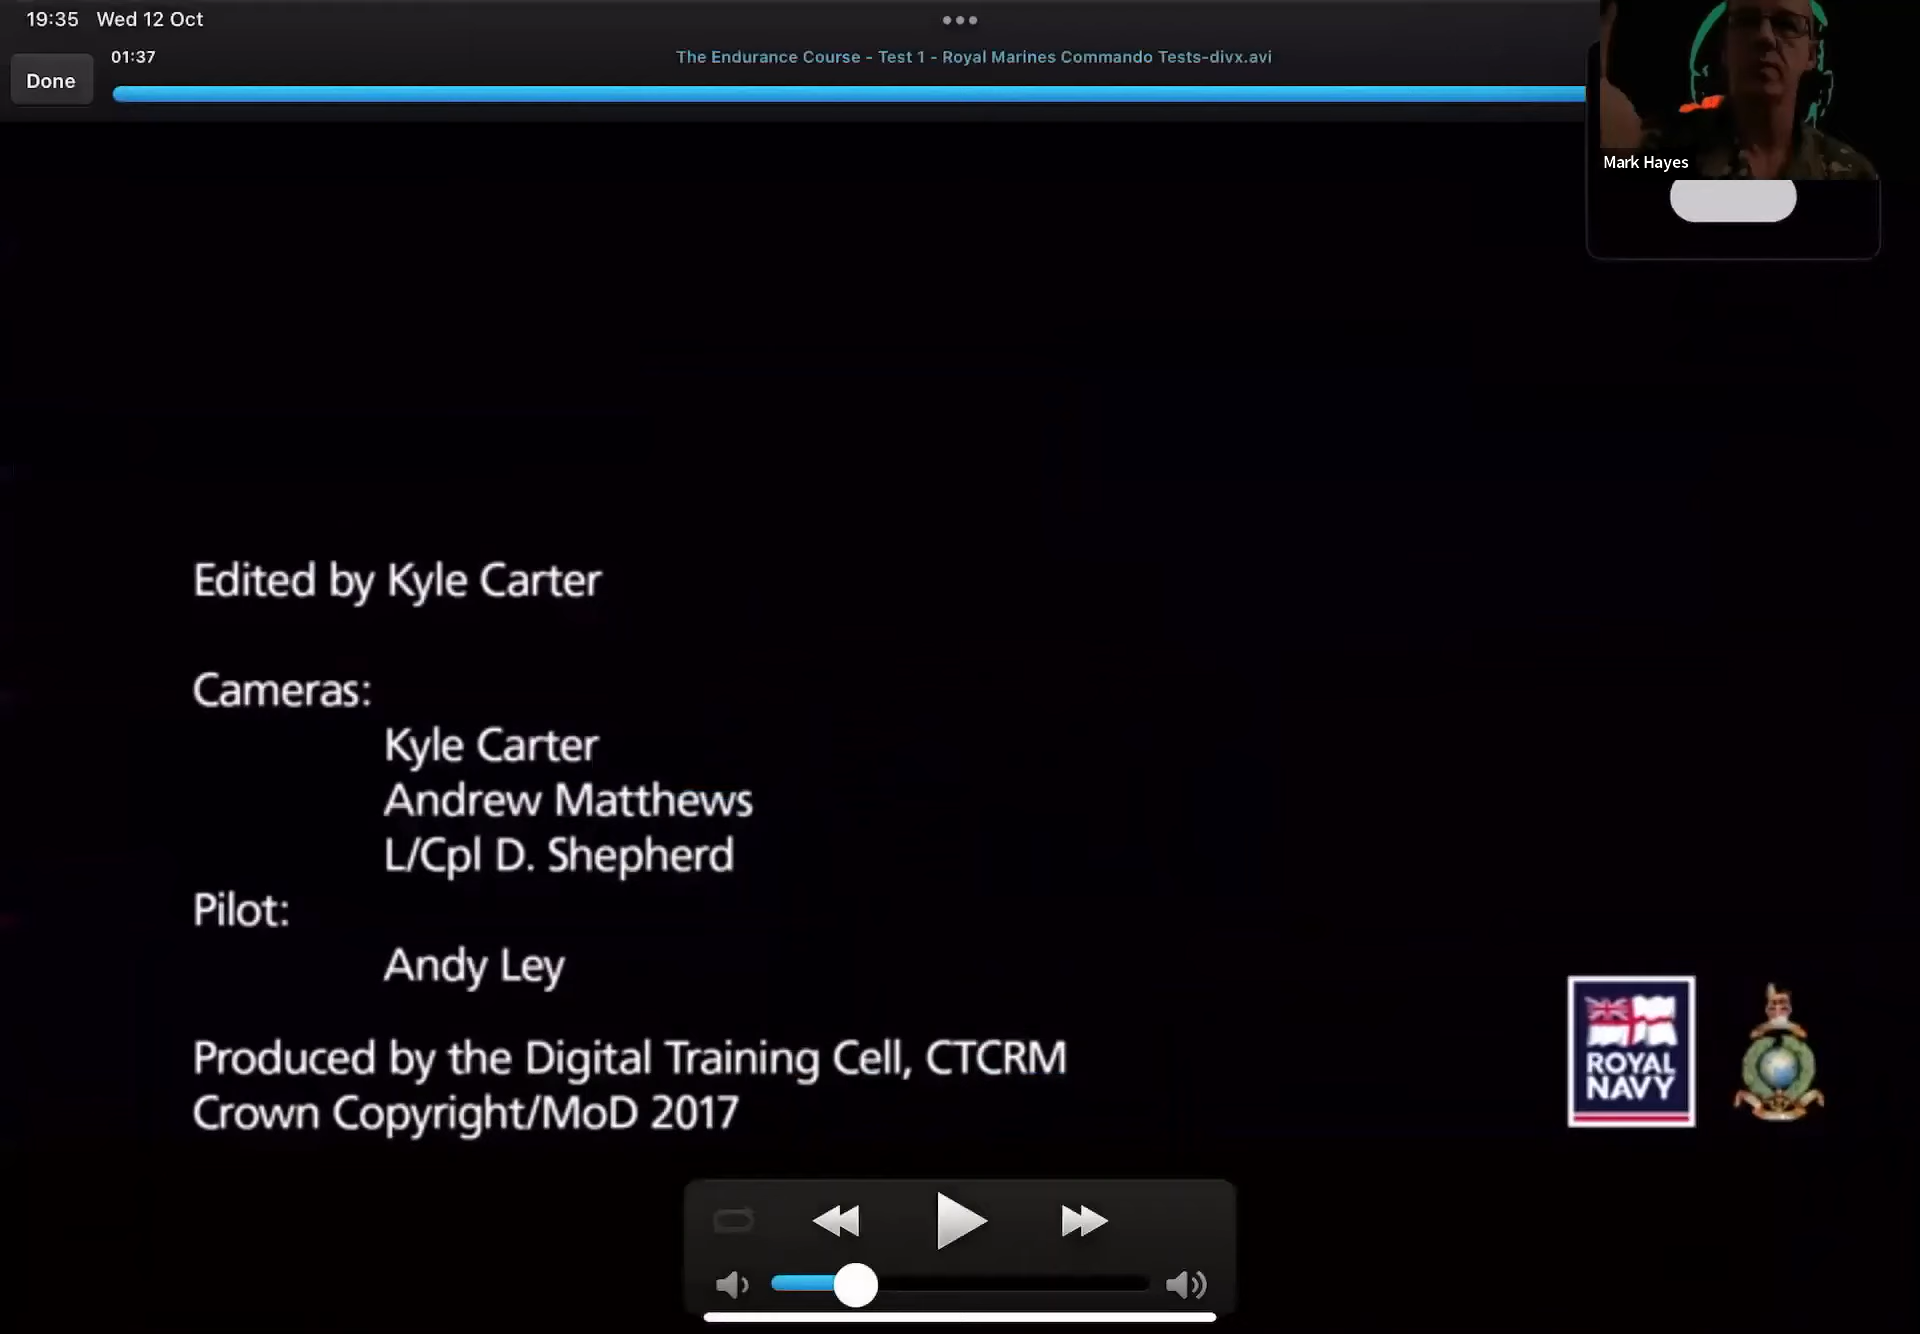 19:35 Wed 12 Oct
01:37
The Endurance Course - Test 1 - Royal Marines Commando Tests-divx.avi
Done
Mark Hayes
Edited by Kyle Carter
Cameras:
Kyle Carter
Andrew Matthews
L/Cpl D. Shepherd
Pilot:
Andy Ley
Produced by the Digital Training Cell, CTCRM
Crown Copyright/MoD 2017
ROYAL
NAVY